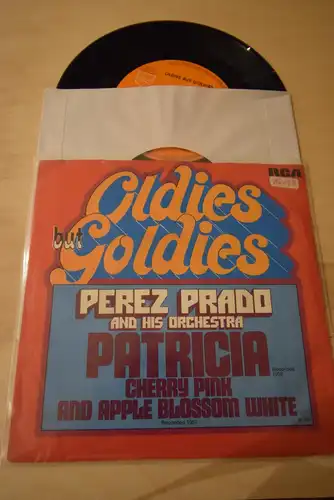 RCA
Oldies
but
Goldies
PEREZ PRADO
AND HIS ORCHESTRA
PATRICIA
CHERRY PINK
AND APPLE BLOSSOM WHITE